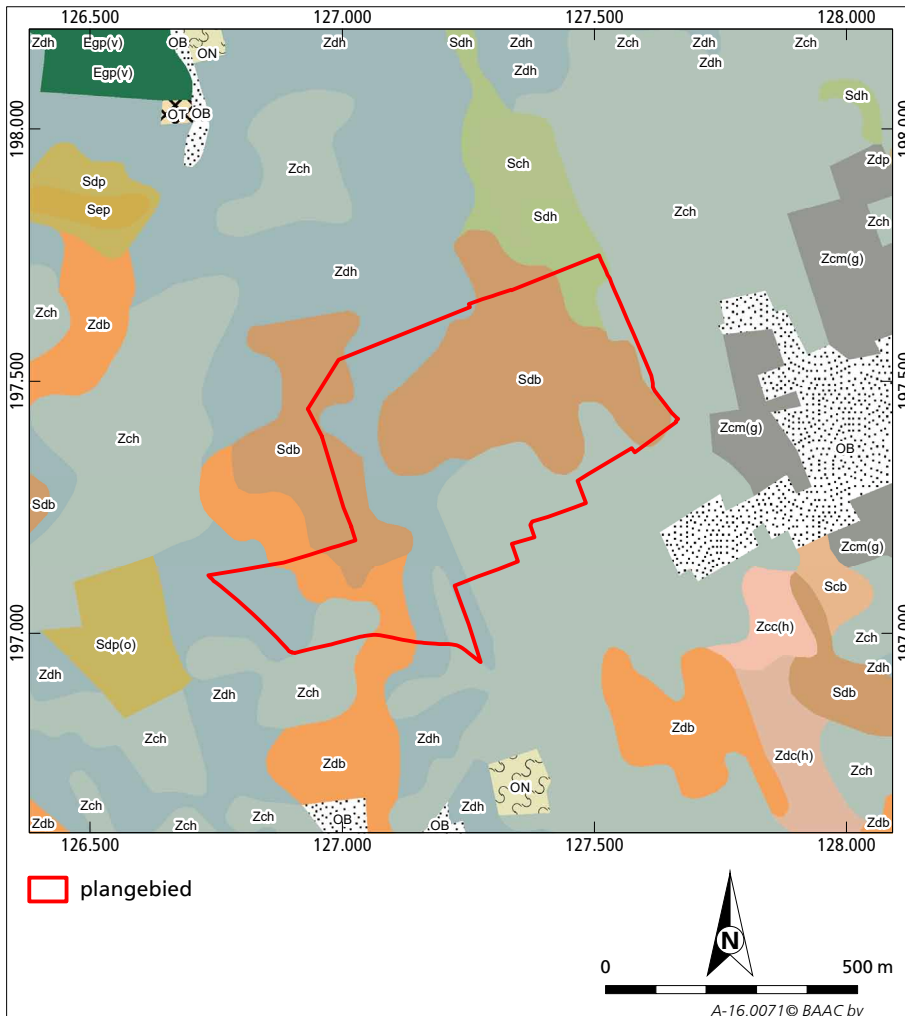 126.500 127.000 127.500 128.000
Zdh Egp(v) OB Zdh Sdh Zdh Zch Zdh Zch
ON
Egp(v) Zdh Zdh
Sdh
OT OB
198.000 198.000
Zch Sch Zdp
Sdp
Sep Sdh Zch Zch
Zdh Zcm(g)
Zch Zdb
197.500 197.500
Sdb
Zch Zcm(g)
Sdb OB
Sdb
Zcm(g)
Scb
Zcc(h)
197.000 197.000
Sdp(o) Zch
Zdh Zdh
Zdh Zch Sdb
Zch Zdh Zdb Zdc(h)
Zdb Zch
ON
Zch Zdh
Zdb Zch Zch OB OB Zdb
126.500 127.000 127.500 128.000
plangebied
N
0 500 m
A-16.0071© BAAC bv